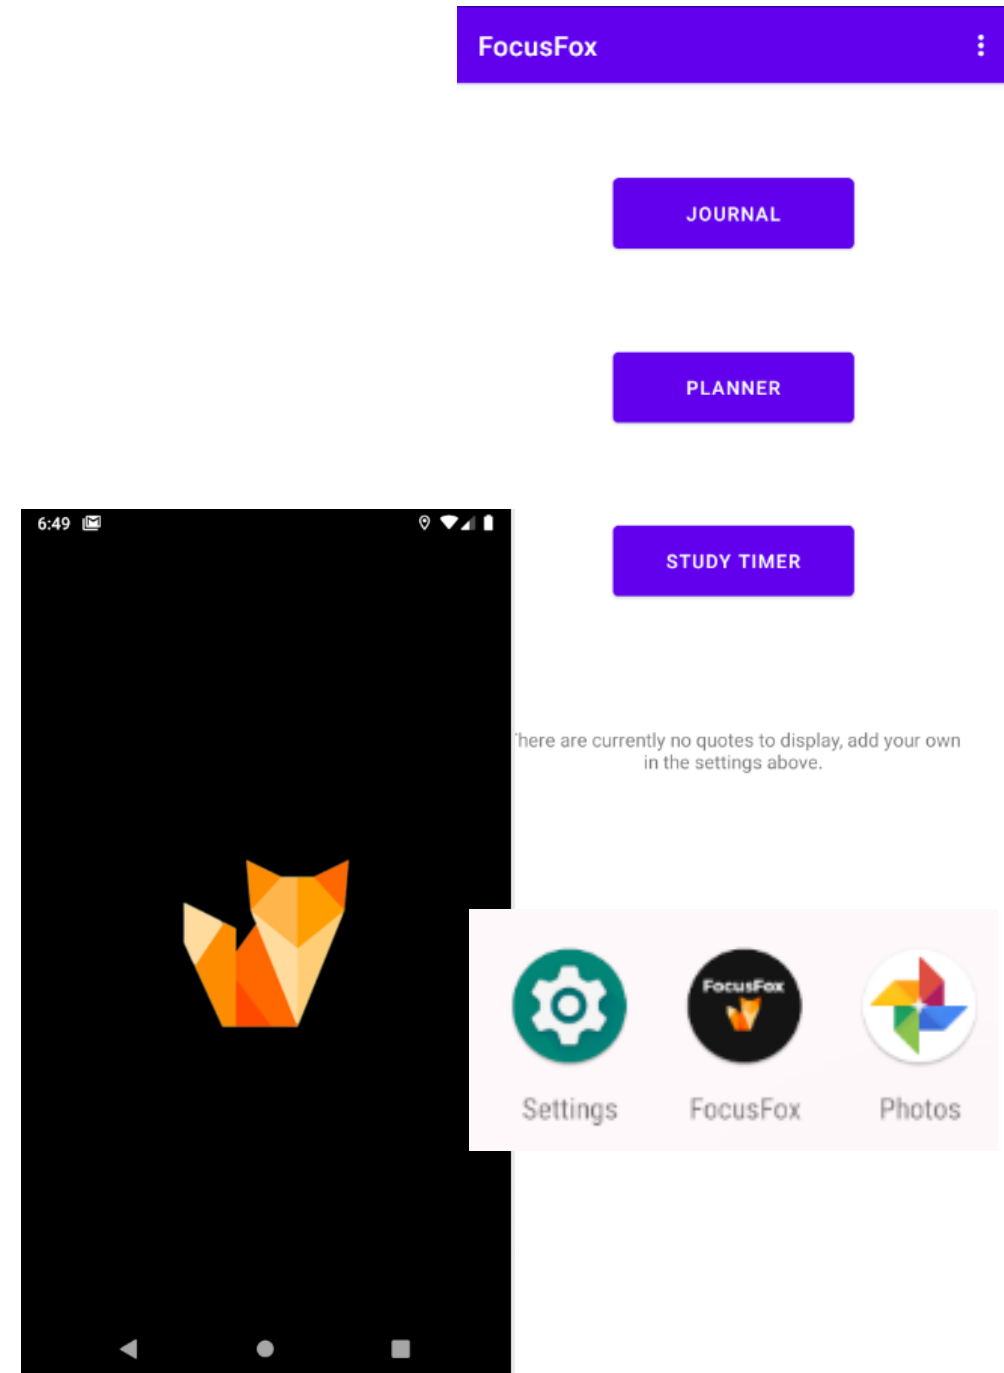 FocusFox
JOURNAL
PLANNER
STUDY TIMER
here are currently no quotes to display, add your own
in the settings above.
6:49
FocusFox
Settings
FocusFox
Photos